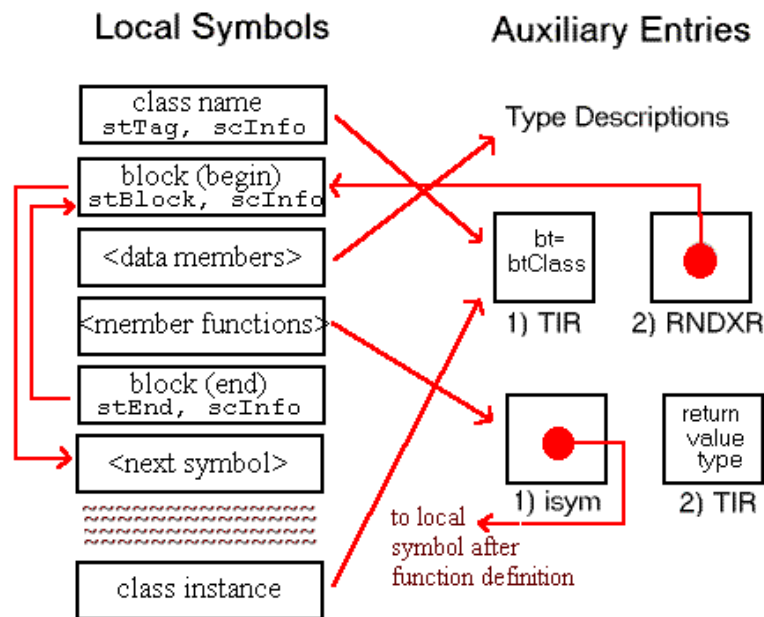 Local Symbols
Auxiliary Entries
class name
stTag, scInfo
Type Descriptions
block (begin)
stBlock, scInfo
<data members>
bt=
btClass
1) TIR
2) RNDXR
<member functions>
block (end)
stEnd, scInfo
return
value
type
<next symbol>
1) isym
2) TIR
to local
symbol after
function definition
class instance